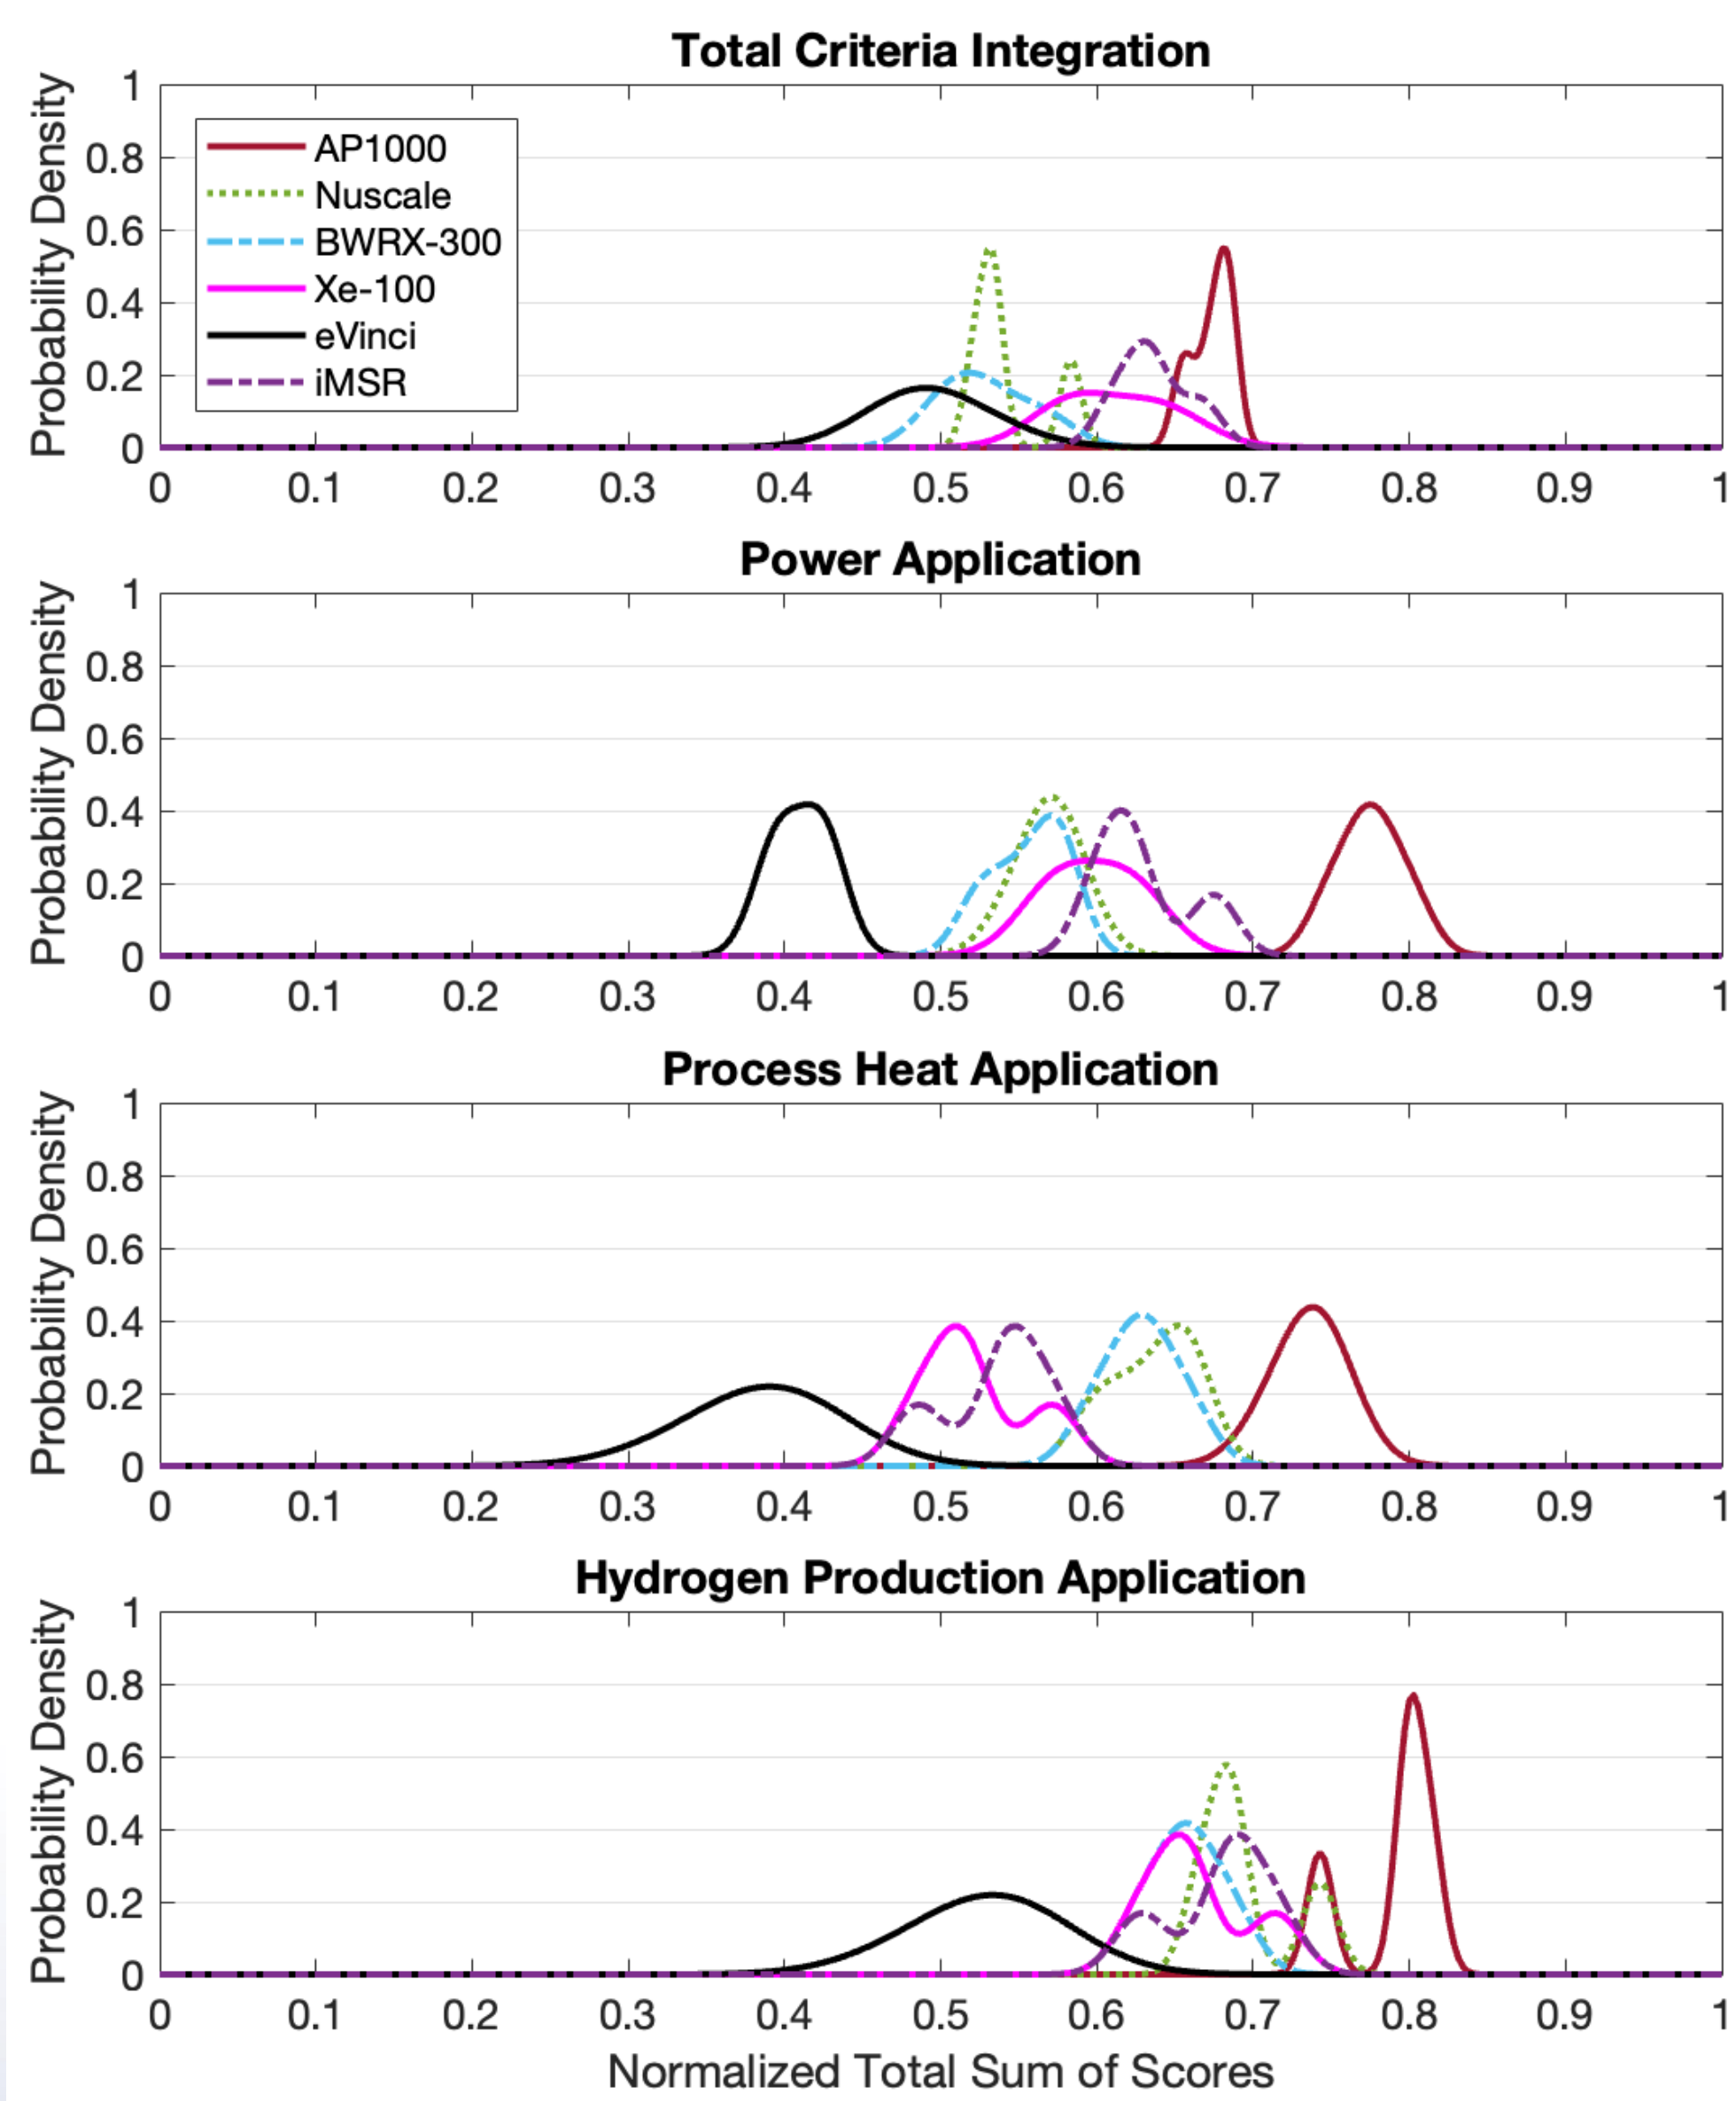 Total Criteria Integration
Probability Density
1
0.8
0.6
0.4
0.2
0
AP1000
Nuscale
BWRX-300
Xe-100
eVinci
iMSR
0 0.1 0.2 0.3 0.4 0.5 0.6 0.7 0.8 0.9 1
Power Application
Probability Density
1
0.8
0.6
0.4
0.2
0
0 0.1 0.2 0.3 0.4 0.5 0.6 0.7 0.8 0.9 1
Process Heat Application
Probability Density
1
0.8
0.6
0.4
0.2
0
0 0.1 0.2 0.3 0.4 0.5 0.6 0.7 0.8 0.9 1
Hydrogen Production Application
Probability Density
1
0.8
0.6
0.4
0.2
0
0 0.1 0.2 0.3 0.4 0.5 0.6 0.7 0.8 0.9 1
Normalized Total Sum of Scores